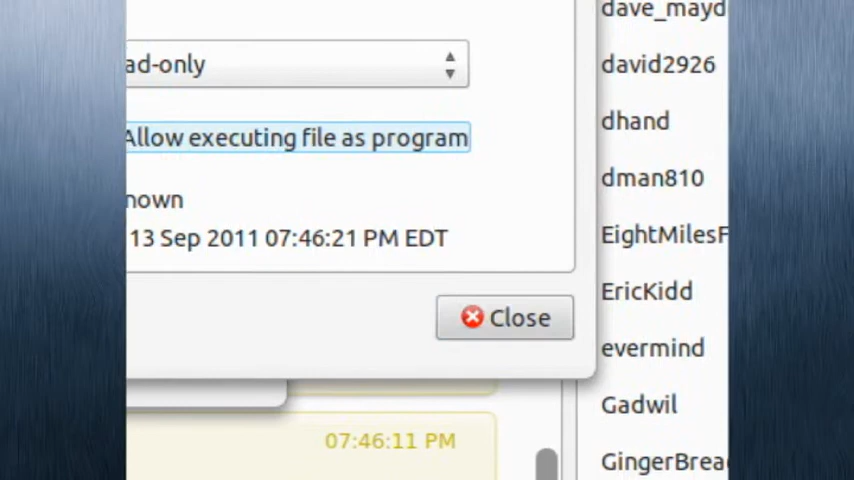 ad-only
Allow executing file as program
nown
13 Sep 2011 07:46:21 PM EDT
Close
07:46:11 PM
dave_mayd
david2926
dhand
dman810
EightMilesF
EricKidd
evermind
Gadwil
GingerBrea